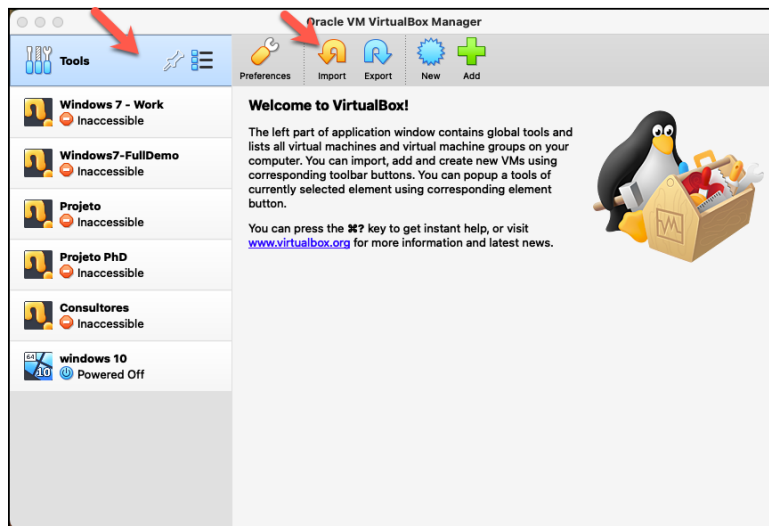 Oracle VM VirtualBox Manager
Tools
Preferences
Import
Export
New
Add
Windows 7 - Work
Inaccessible
Windows7-FullDemo
Inaccessible
Projeto
Inaccessible
Projeto PhD
Inaccessible
Consultores
Inaccessible
64
10
windows 10
Powered Off
Welcome to VirtualBox!
The left part of application window contains global tools and
lists all virtual machines and virtual machine groups on your
computer. You can import, add and create new VMs using
corresponding toolbar buttons. You can popup a tools of
currently selected element using corresponding element
button.
You can press the ⌘? key to get instant help, or visit
www.virtualbox.org for more information and latest news.